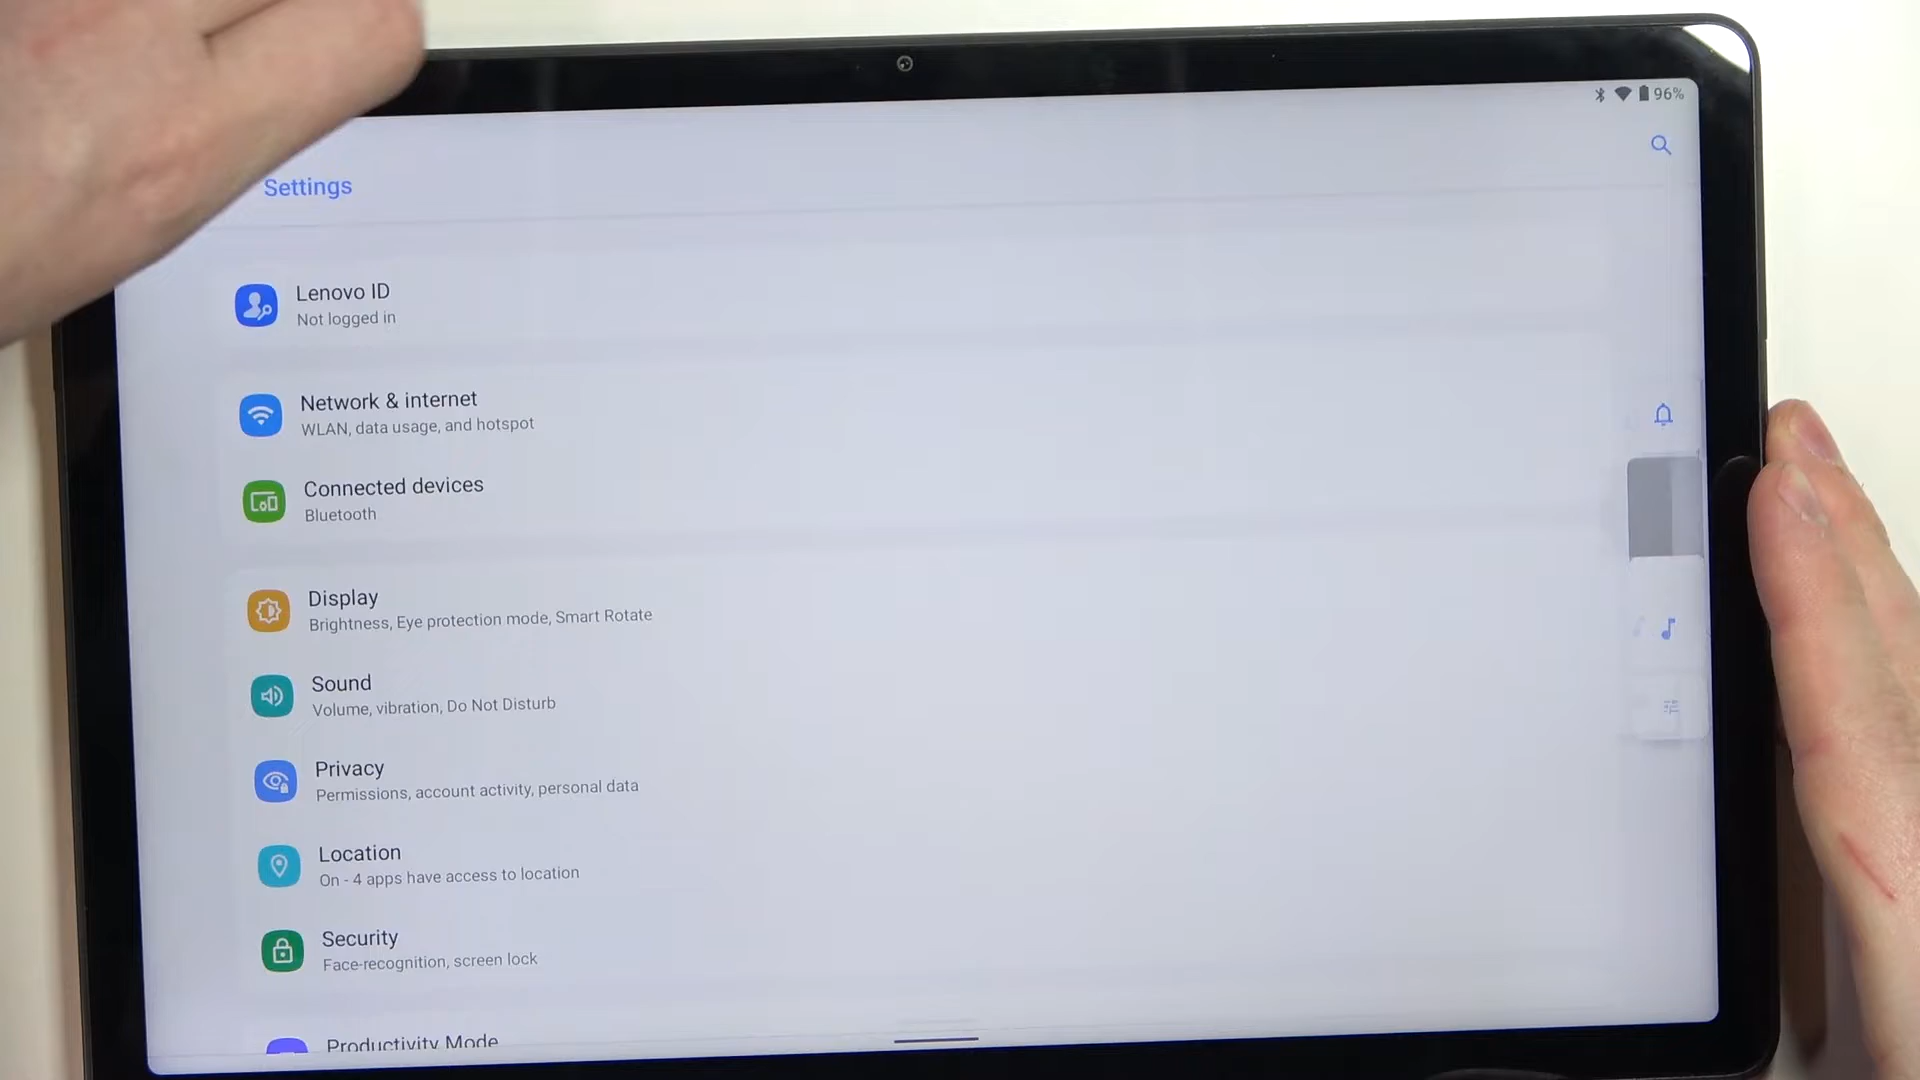 96%
Settings
Lenovo ID
Not logged in
Network & internet
WLAN, data usage, and hotspot
Connected devices
Bluetooth
Display
Brightness, Eye protection mode, Smart Rotate
Sound
Volume, vibration, Do Not Disturb
Privacy
Permissions, account activity, personal data
Location
On - 4 apps have access to location
Security
Face-recognition, screen lock
Productivity Mode